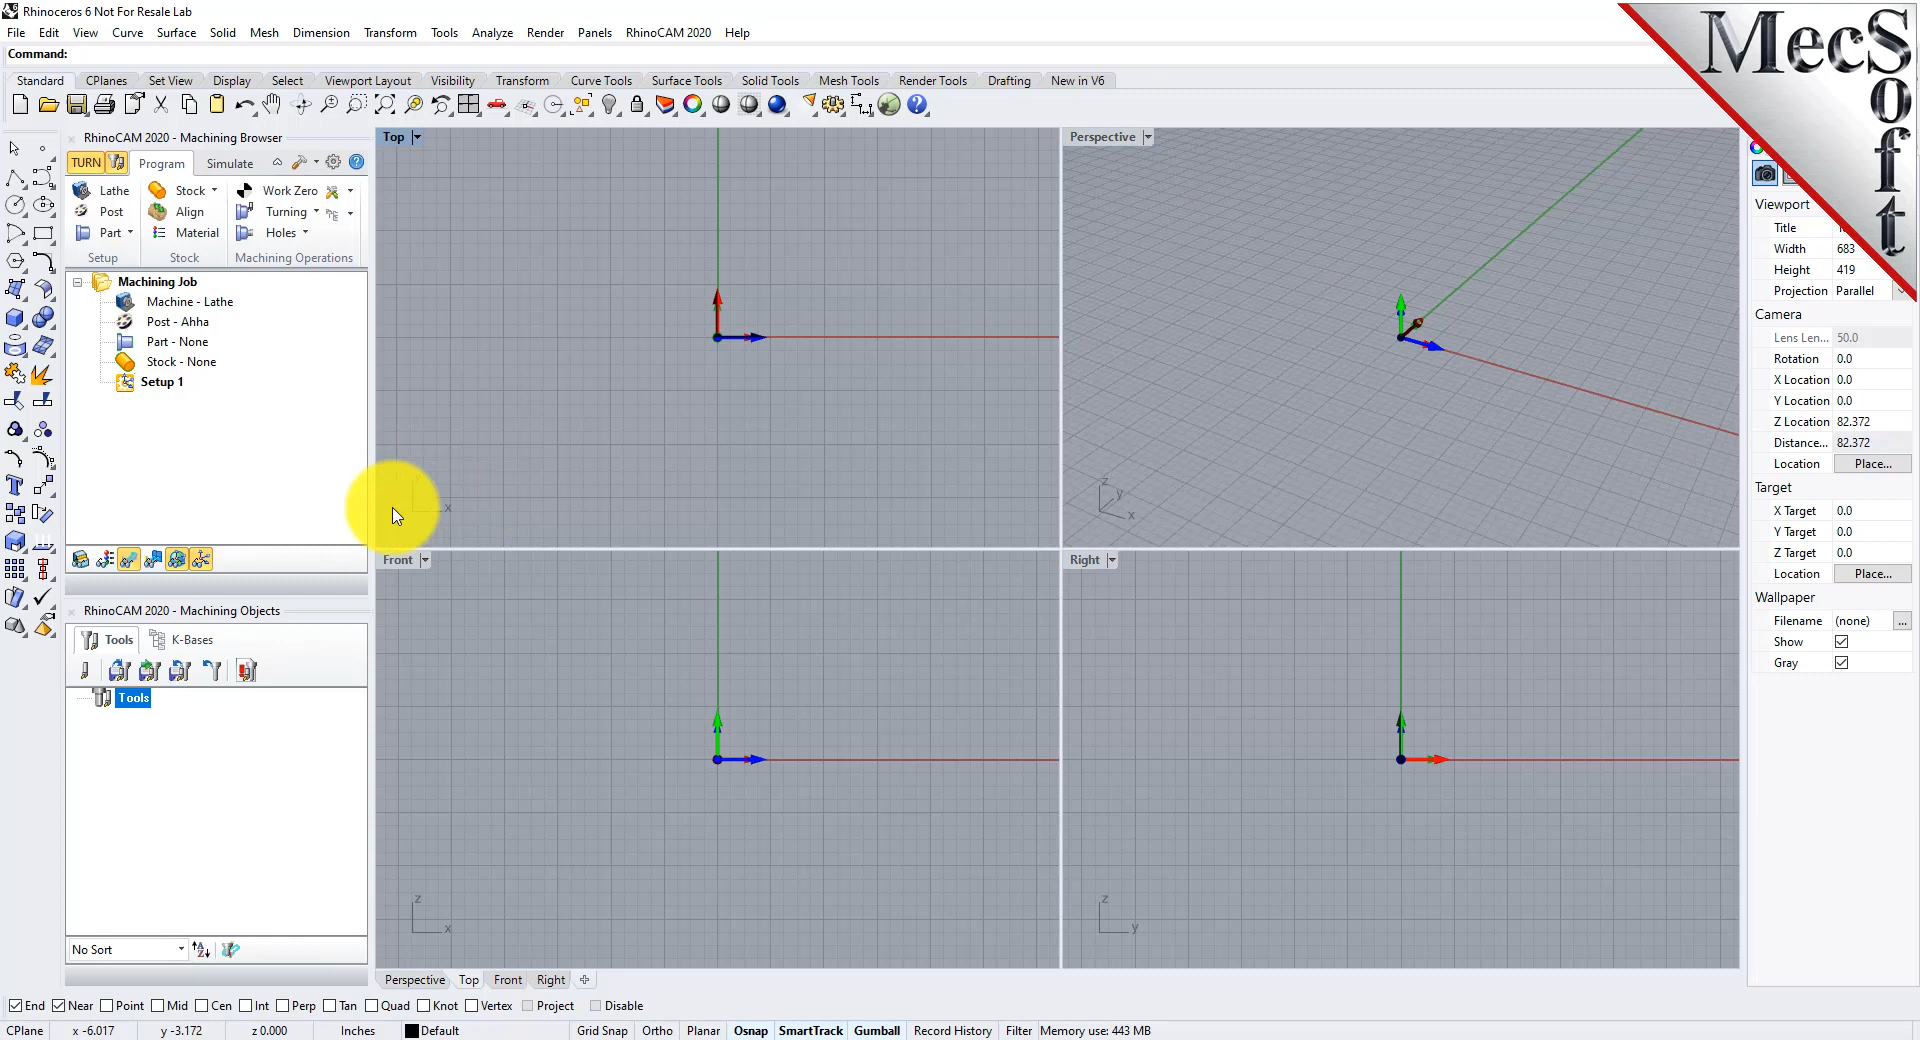 Rhinoceros 6 Not For Resale Lab
File Edit View Curve Surface Solid Mesh Dimension Transform Tools Analyze Render Panels RhinoCAM 2020 Help
Command:
Standard CPlanes Set View Display Select Viewport Layout Visibility Transform Curve Tools Surface Tools Solid Tools Mesh Tools Render Tools Drafting New in V6
MecSoft
RhinoCAM 2020 - Machining Browser
TURN Program Simulate
Lathe Stock Work Zero
Post Align Turning
Part Material Holes
Setup Stock Machining Operations
Machining Job
Machine - Lathe
Post - Ahha
Part - None
Stock - None
Setup 1
RhinoCAM 2020 - Machining Objects
Tools K-Bases
Tools
No Sort
Top
x
Perspective
z
y
x
Front
z
x
Right
z
y
Perspective Top Front Right
Viewport
Title
Width 683
Height 419
Projection Parallel
Camera
Lens Len... 50.0
Rotation 0.0
X Location 0.0
Y Location 0.0
Z Location 82.372
Distance... 82.372
Location Place...
Target
X Target 0.0
Y Target 0.0
Z Target 0.0
Location Place...
Wallpaper
Filename (none) ...
Show
Gray
End Near Point Mid Cen Int Perp Tan Quad Knot Vertex Project Disable
CPlane x -6.017 y -3.172 z 0.000 Inches Default Grid Snap Ortho Planar Osnap SmartTrack Gumball Record History Filter Memory use: 443 MB